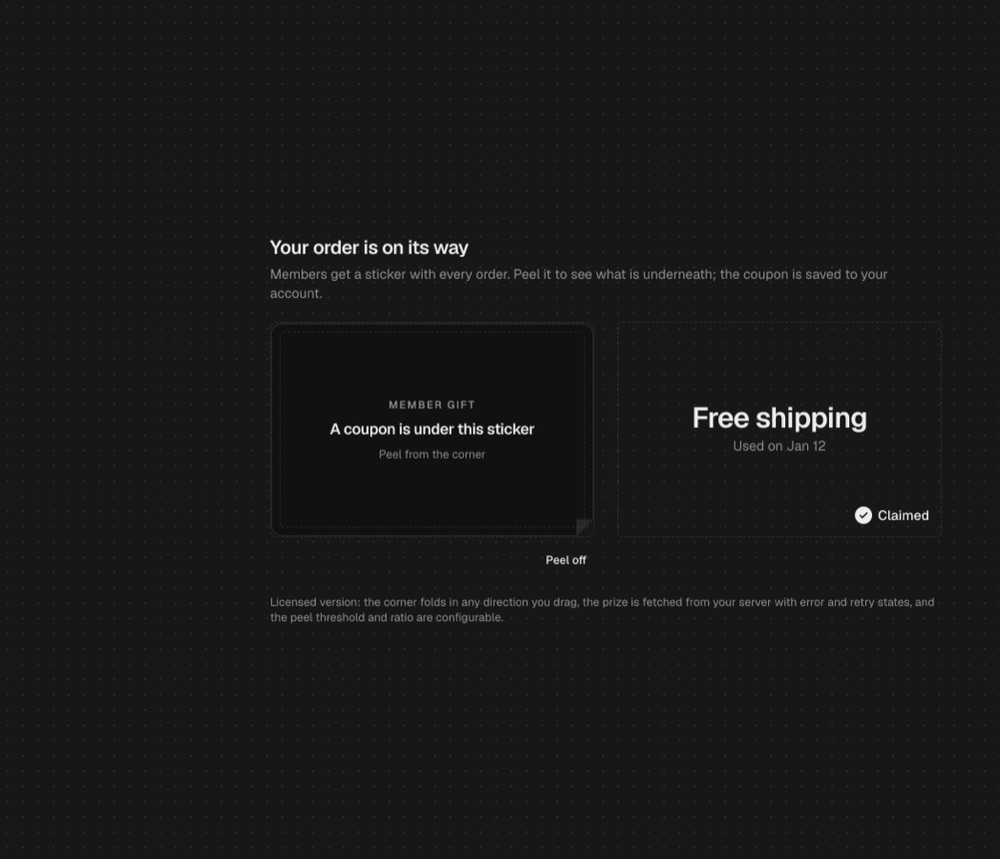 Your order is on its way
Members get a sticker with every order. Peel it to see what is underneath; the coupon is saved to your
account.
MEMBER GIFT
A coupon is under this sticker
Peel from the corner
Peel off
Free shipping
Used on Jan 12
Claimed
Licensed version: the corner folds in any direction you drag, the prize is fetched from your server with error and retry states, and
the peel threshold and ratio are configurable.